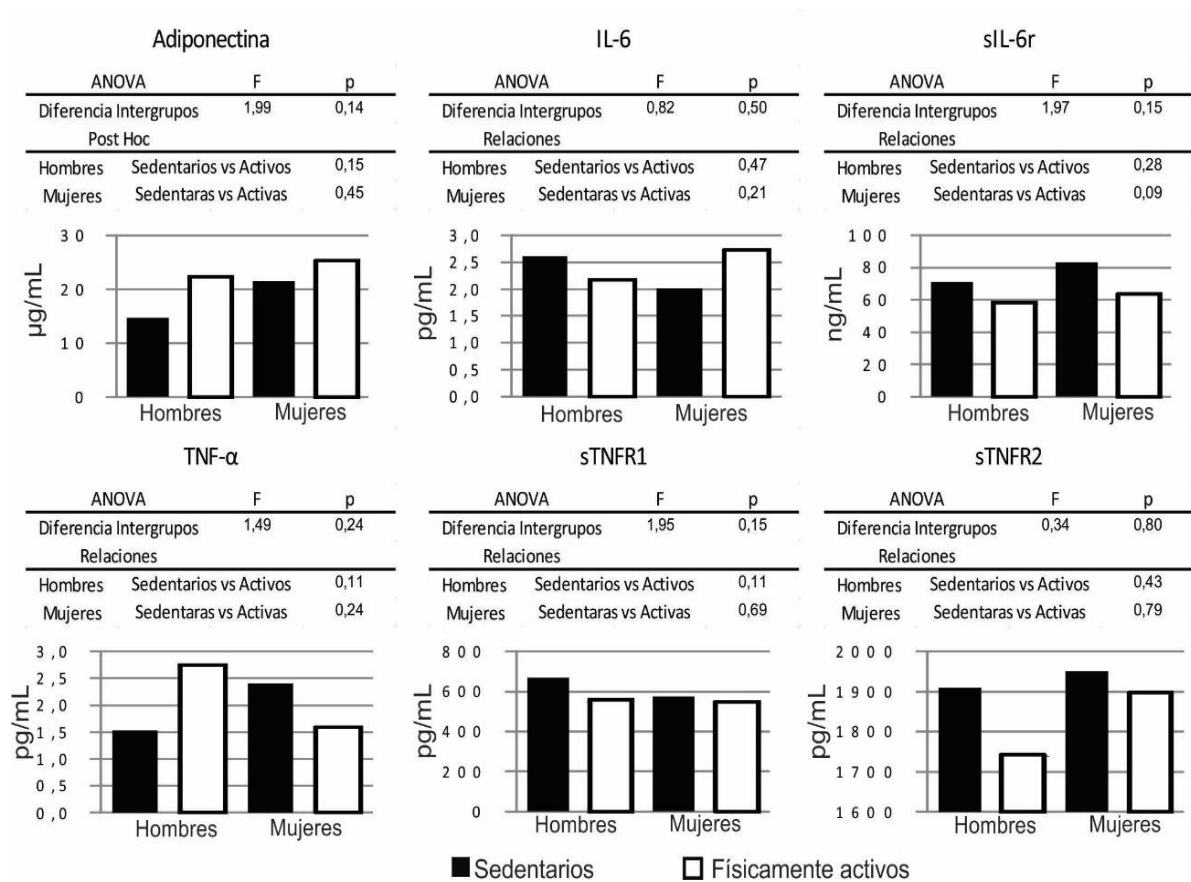 Adiponectina
ANOVA F p
Diferencia Intergrupos 1,99 0,14
Post Hoc
Hombres Sedentarios vs Activos 0,15
Mujeres Sedentaras vs Activas 0,45
30
20
10
0
µg/mL
Hombres Mujeres
IL-6
ANOVA F p
Diferencia Intergrupos 0,82 0,50
Relaciones
Hombres Sedentarios vs Activos 0,47
Mujeres Sedentaras vs Activas 0,21
3,0
2,5
2,0
1,5
1,0
0,5
0,0
pg/mL
Hombres Mujeres
sIL-6r
ANOVA F p
Diferencia Intergrupos 1,97 0,15
Relaciones
Hombres Sedentarios vs Activos 0,28
Mujeres Sedentaras vs Activas 0,09
100
80
60
40
20
0
ng/mL
Hombres Mujeres
TNF-α
ANOVA F p
Diferencia Intergrupos 1,49 0,24
Relaciones
Hombres Sedentarios vs Activos 0,11
Mujeres Sedentaras vs Activas 0,24
3,0
2,5
2,0
1,5
1,0
0,5
0,0
pg/mL
Hombres Mujeres
sTNFR1
ANOVA F p
Diferencia Intergrupos 1,95 0,15
Relaciones
Hombres Sedentarios vs Activos 0,11
Mujeres Sedentaras vs Activas 0,69
800
600
400
200
0
pg/mL
Hombres Mujeres
sTNFR2
ANOVA F p
Diferencia Intergrupos 0,34 0,80
Relaciones
Hombres Sedentarios vs Activos 0,43
Mujeres Sedentaras vs Activas 0,79
2000
1900
1800
1700
1600
pg/mL
Hombres Mujeres
Sedentarios Físicamente activos